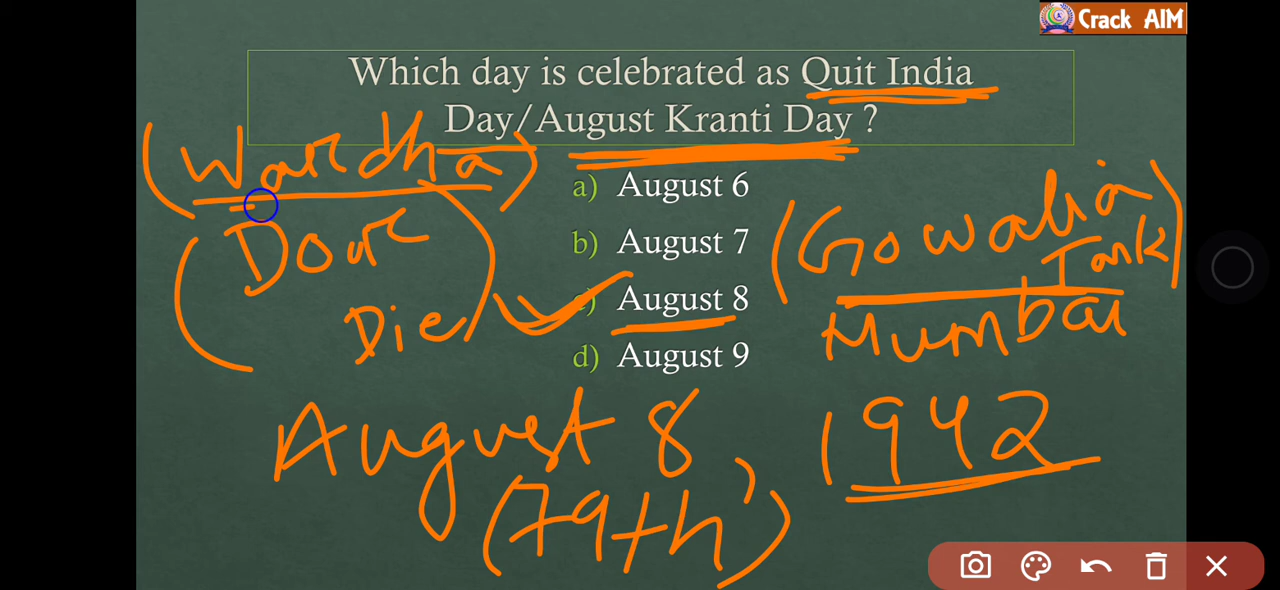 Crack AIM
Which day is celebrated as Quit India
Day/August Kranti Day ?
(Wardha)
a) August 6
(Do or
Die)
b) August 7
(Gowalia
Tank)
Mumbai
c) August 8
d) August 9
August 8, 1942
(79th)